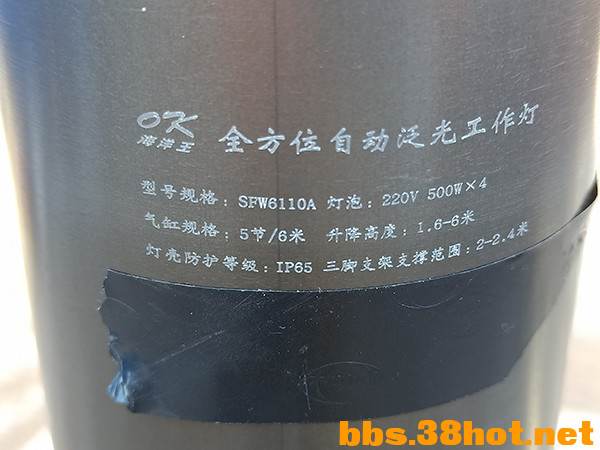 OK
海洋王
全方位自动泛光工作灯
型号规格：SFW6110A 灯泡：220V 500W×4
气缸规格：5节/6米 升降高度：1.6-6米
灯壳防护等级：IP65 三脚支架支撑范围：2-2.4米
bbs.38hot.net